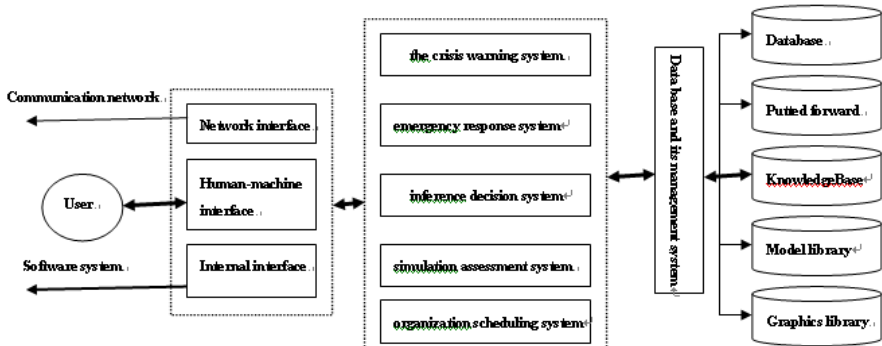 Communication network
Network interface
User
Human-machine
interface
Software system
Internal interface
the crisis warning system
emergency response system
inference decision system
simulation assessment system
organization scheduling system
Data base and its management system
Database
Putted forward
KnowledgeBase
Model library
Graphics library